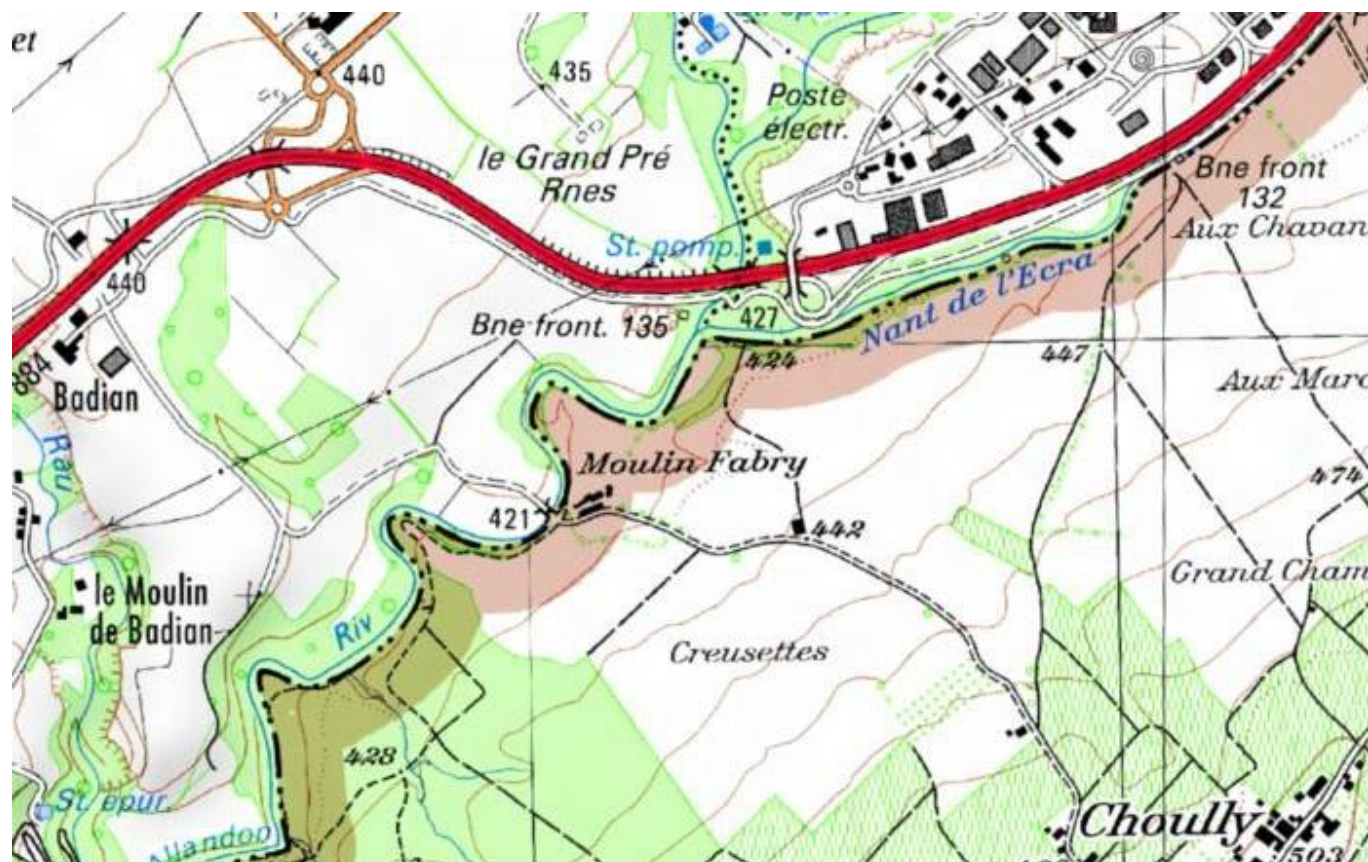 et
440
435
Poste
électr.
le Grand Pré
Rnes
Bne front
132
Aux Chavan
St. pomp.
440
Bne front. 135
427
Nant de l'Ecra
424
447
Aux Marc
884
Badian
Rau
Moulin Fabry
474
421
442
Grand Cham
le Moulin
de Badian
Riv
Creusettes
428
St. epur.
Allandon
Choully
503